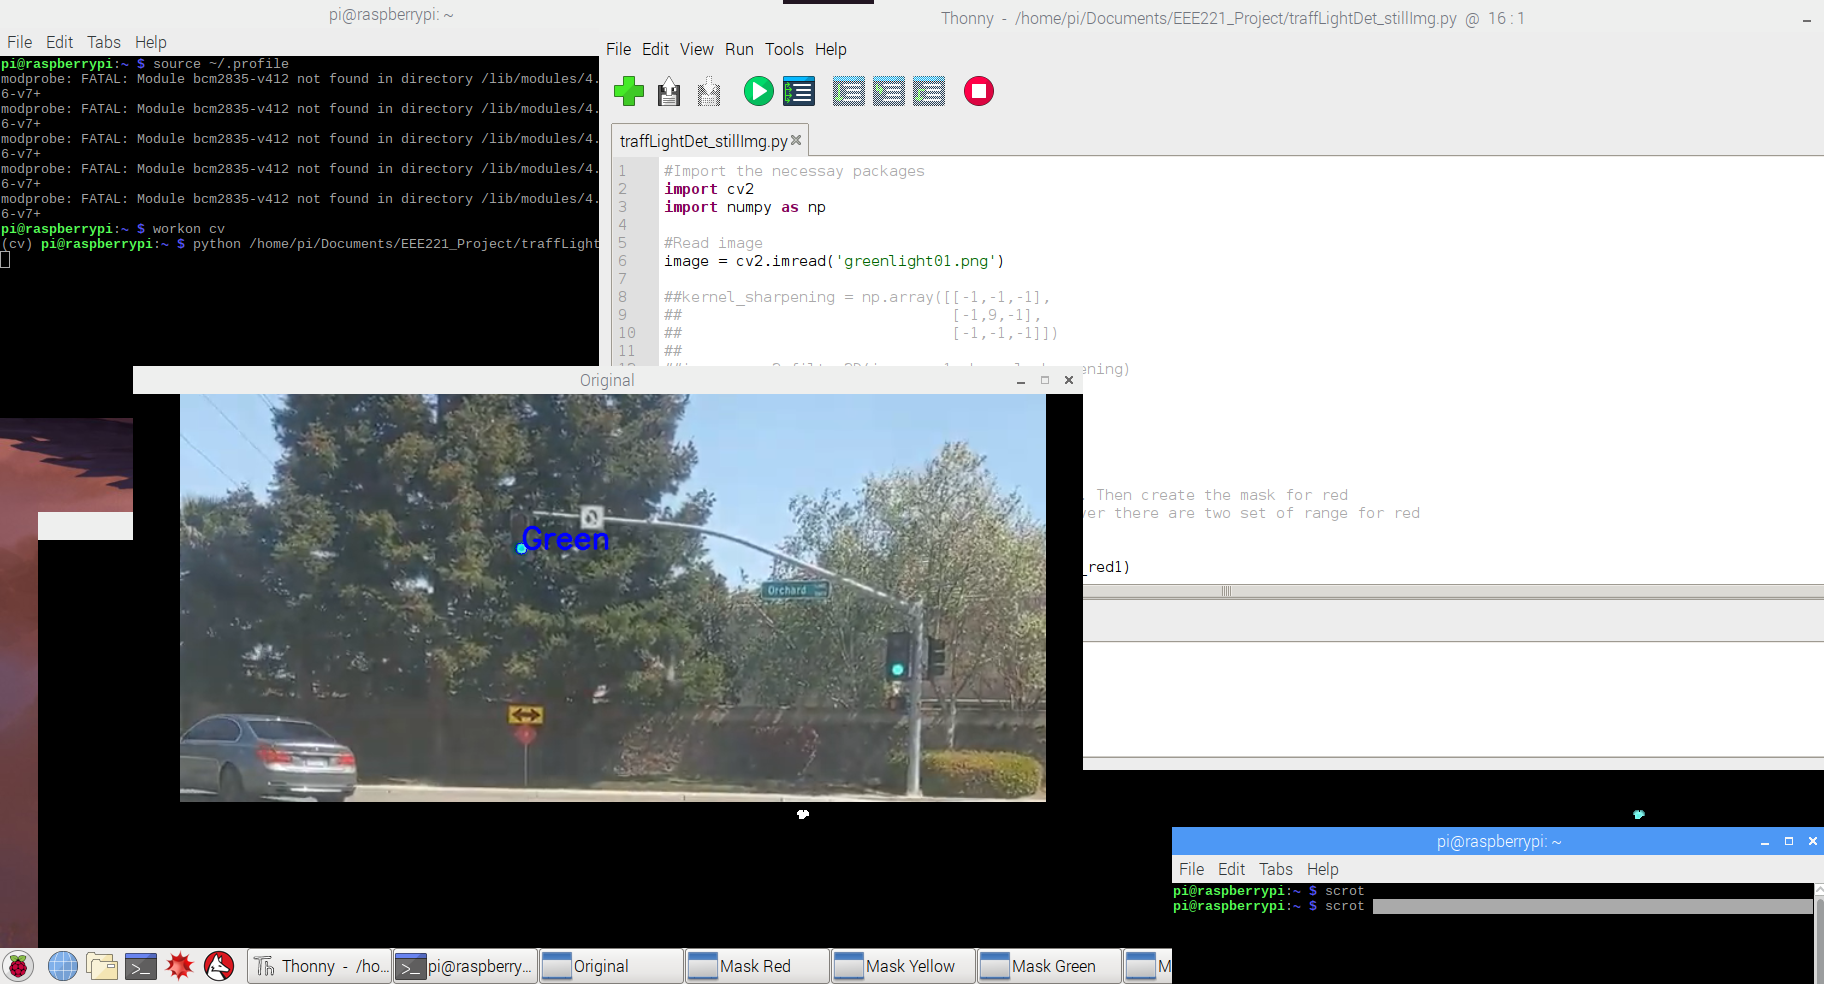 pi@raspberrypi: ~
File Edit Tabs Help
pi@raspberrypi:~ $ source ~/.profile
modprobe: FATAL: Module bcm2835-v412 not found in directory /lib/modules/4.
6-v7+
modprobe: FATAL: Module bcm2835-v412 not found in directory /lib/modules/4.
6-v7+
modprobe: FATAL: Module bcm2835-v412 not found in directory /lib/modules/4.
6-v7+
modprobe: FATAL: Module bcm2835-v412 not found in directory /lib/modules/4.
6-v7+
modprobe: FATAL: Module bcm2835-v412 not found in directory /lib/modules/4.
6-v7+
pi@raspberrypi:~ $ workon cv
(cv) pi@raspberrypi:~ $ python /home/pi/Documents/EEE221_Project/traffLight
Thonny - /home/pi/Documents/EEE221_Project/traffLightDet_stillImg.py @ 16 : 1
File Edit View Run Tools Help
traffLightDet_stillImg.py
1 #Import the necessay packages
2 import cv2
3 import numpy as np
4
5 #Read image
6 image = cv2.imread('greenlight01.png')
7
8 ##kernel_sharpening = np.array([[-1,-1,-1],
9 ## [-1,9,-1],
10 ## [-1,-1,-1]])
11 ##
ening)
. Then create the mask for red
ver there are two set of range for red
_red1)
Original
Green
Orchard
pi@raspberrypi: ~
File Edit Tabs Help
pi@raspberrypi:~ $ scrot
pi@raspberrypi:~ $ scrot
Thonny - /ho...
pi@raspberry...
Original
Mask Red
Mask Yellow
Mask Green
M